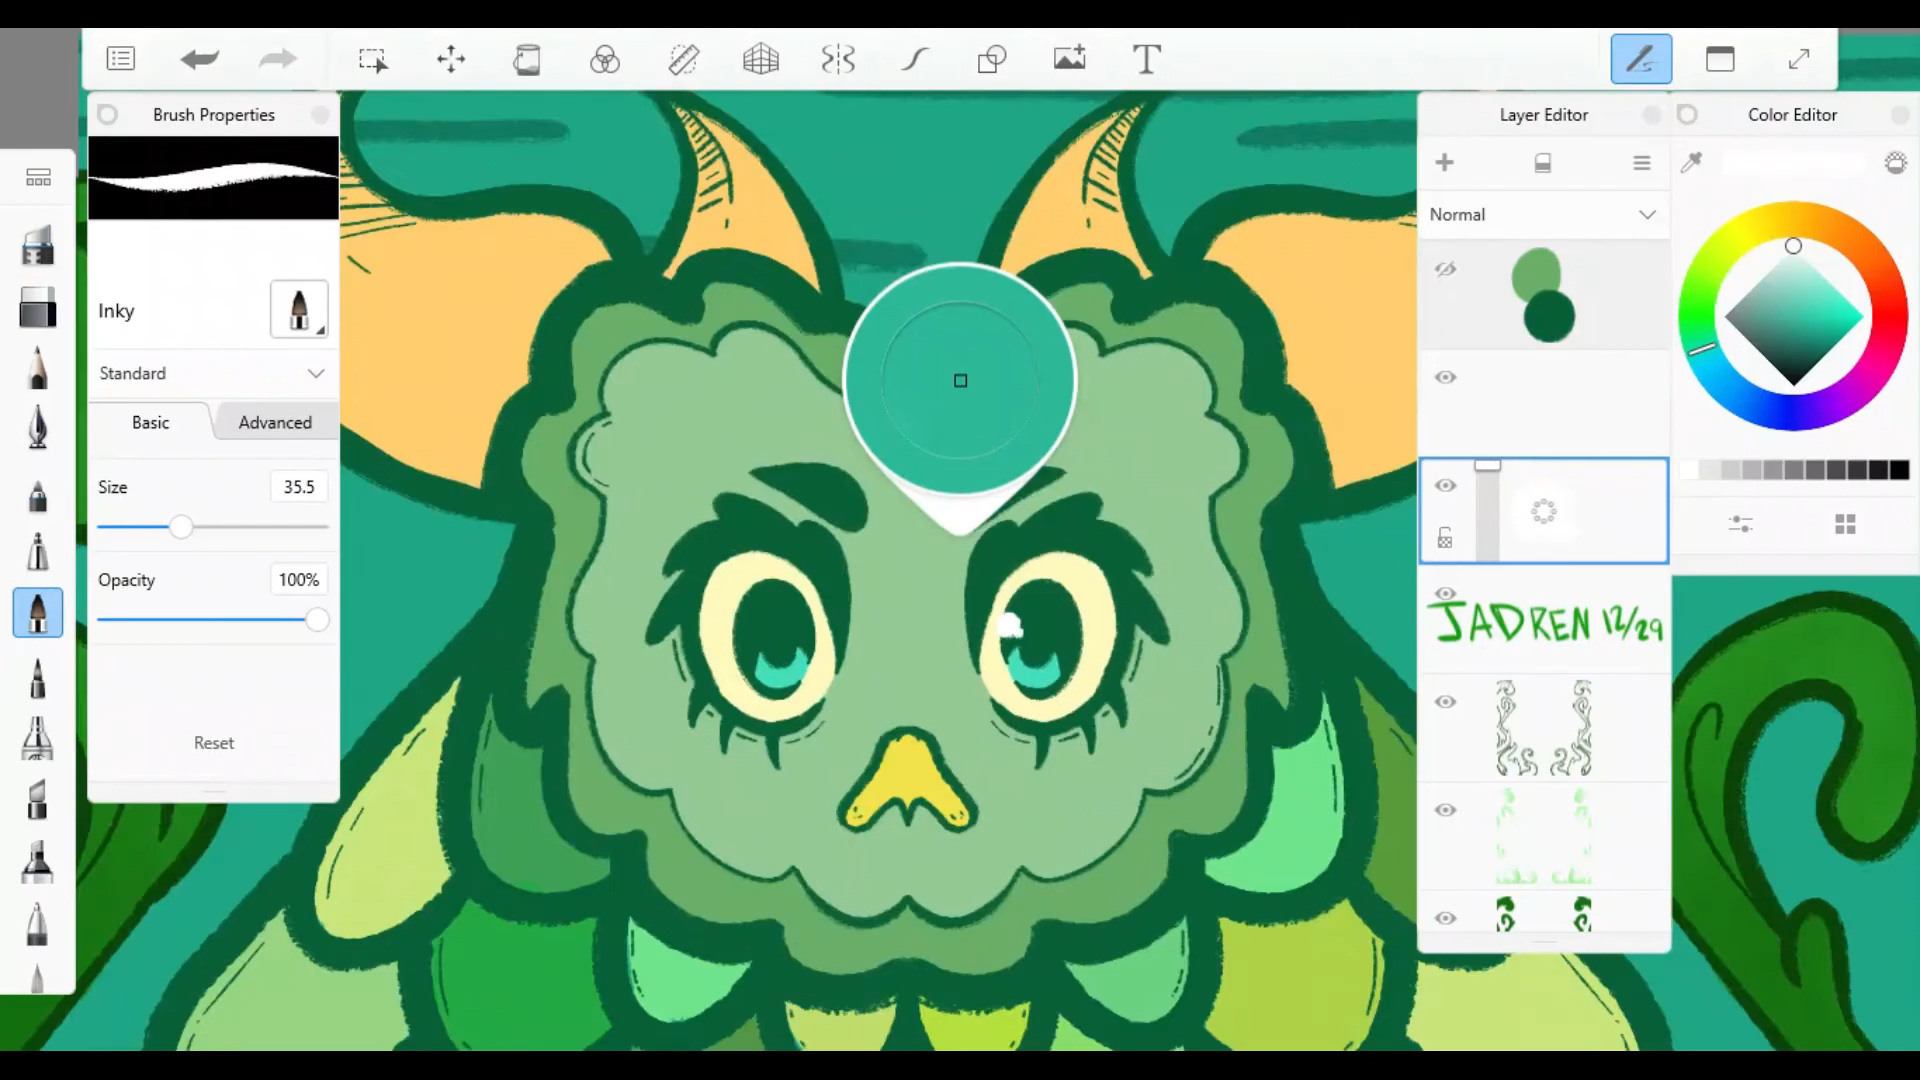 Brush Properties
Inky
Standard
Basic
Advanced
Size
35.5
Opacity
100%
Reset
T
Layer Editor
Normal
JADREN 12/29
Color Editor